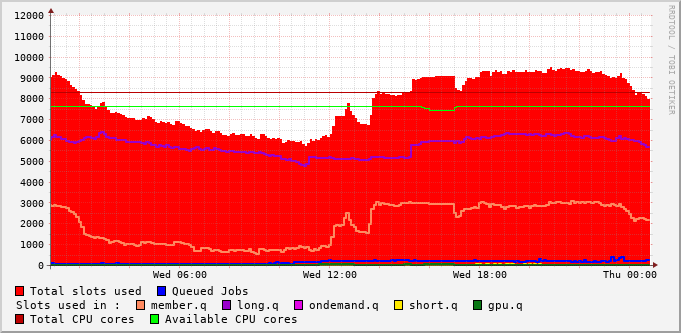 12000
11000
10000
9000
8000
7000
6000
5000
4000
3000
2000
1000
0
Wed 06:00 Wed 12:00 Wed 18:00 Thu 00:00
Total slots used Queued Jobs
Slots used in : member.q long.q ondemand.q short.q gpu.q
Total CPU cores Available CPU cores
RRDTOOL / TOBI OETIKER